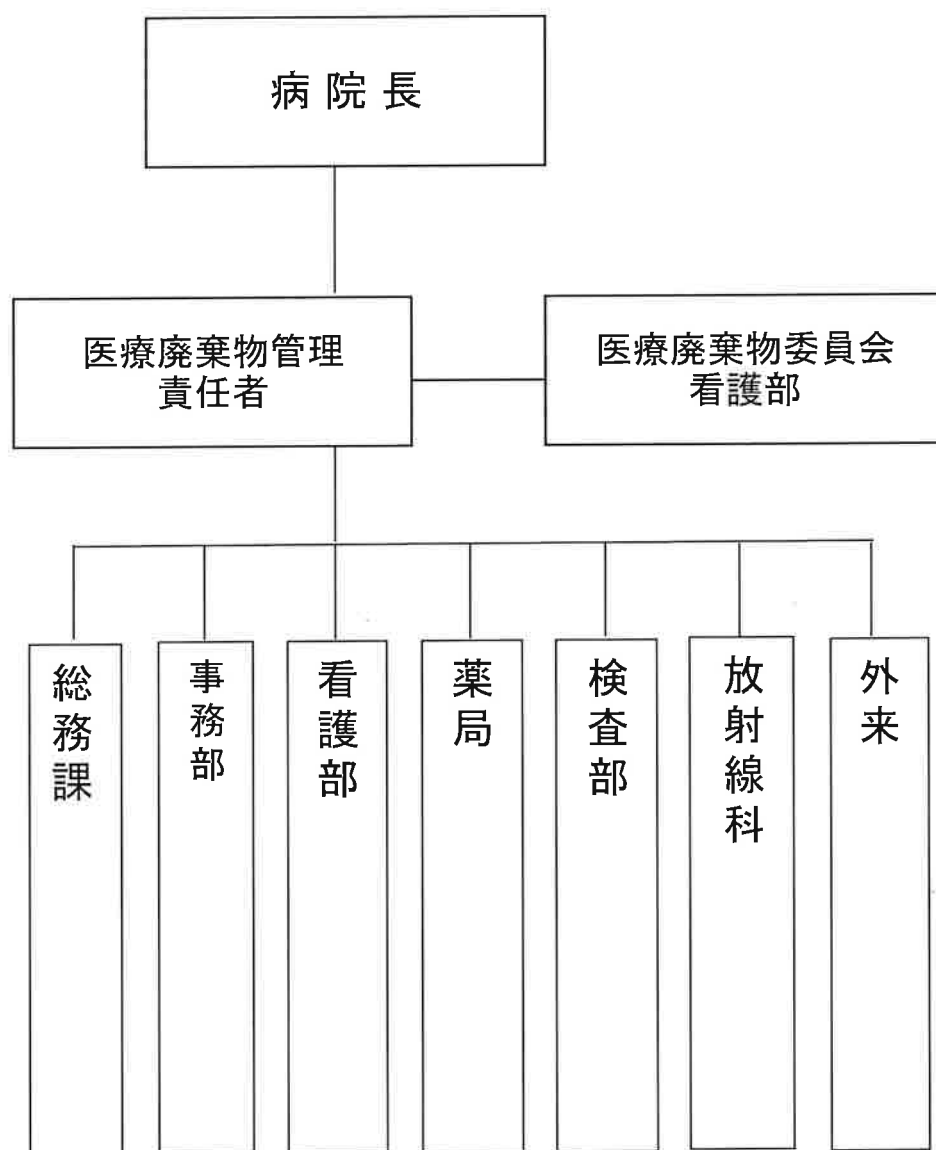 病院長
医療廃棄物管理
責任者
医療廃棄物委員会
看護部
総務課
事務部
看護部
薬局
検査部
放射線科
外来